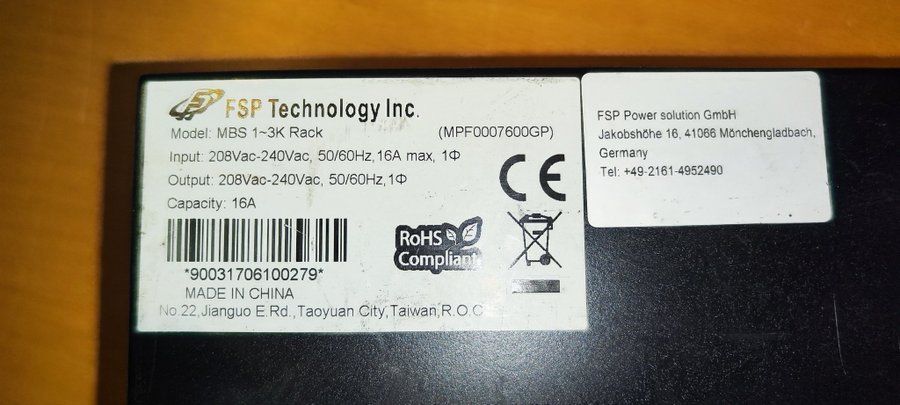 FSP Technology Inc.
Model: MBS 1~3K Rack (MPF0007600GP)
Input: 208Vac-240Vac, 50/60Hz,16A max, 1Φ
Output: 208Vac-240Vac, 50/60Hz,1Φ
Capacity: 16A
CE
RoHS
Compliant
*90031706100279*
MADE IN CHINA
No.22,Jianguo E.Rd.,Taoyuan City,Taiwan,R.O.C
FSP Power solution GmbH
Jakobshöhe 16, 41066 Mönchengladbach,
Germany
Tel: +49-2161-4952490